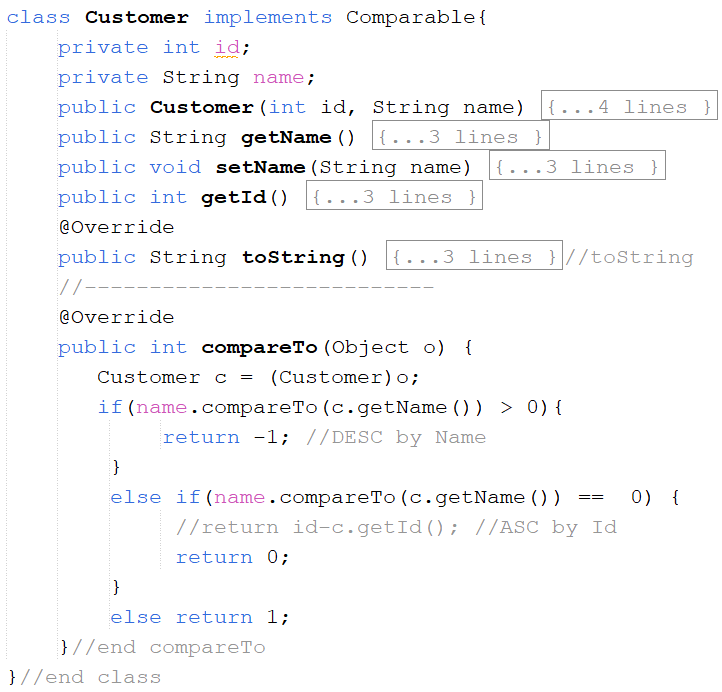 class Customer implements Comparable{
    private int id;
    private String name;
    public Customer(int id, String name) {...4 lines }
    public String getName() {...3 lines }
    public void setName(String name) {...3 lines }
    public int getId() {...3 lines }
    @Override
    public String toString() {...3 lines }//toString
    //---------------------------
    @Override
    public int compareTo(Object o) {
       Customer c = (Customer)o;
       if(name.compareTo(c.getName()) > 0){
            return -1; //DESC by Name
        }
        else if(name.compareTo(c.getName()) ==  0) {
             //return id-c.getId(); //ASC by Id
             return 0;
        }
        else return 1;
    }//end compareTo
}//end class